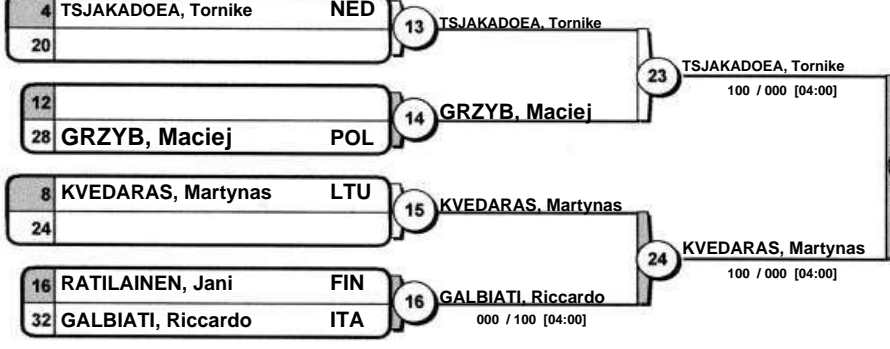 4 TSJAKADOEA, Tornike NED
20
13
TSJAKADOEA, Tornike
12
28 GRZYB, Maciej POL
14
GRZYB, Maciej
23
TSJAKADOEA, Tornike
100 / 000 [04:00]
8 KVEDARAS, Martynas LTU
24
15
KVEDARAS, Martynas
16 RATILAINEN, Jani FIN
32 GALBIATI, Riccardo ITA
16
GALBIATI, Riccardo
000 / 100 [04:00]
24
KVEDARAS, Martynas
100 / 000 [04:00]